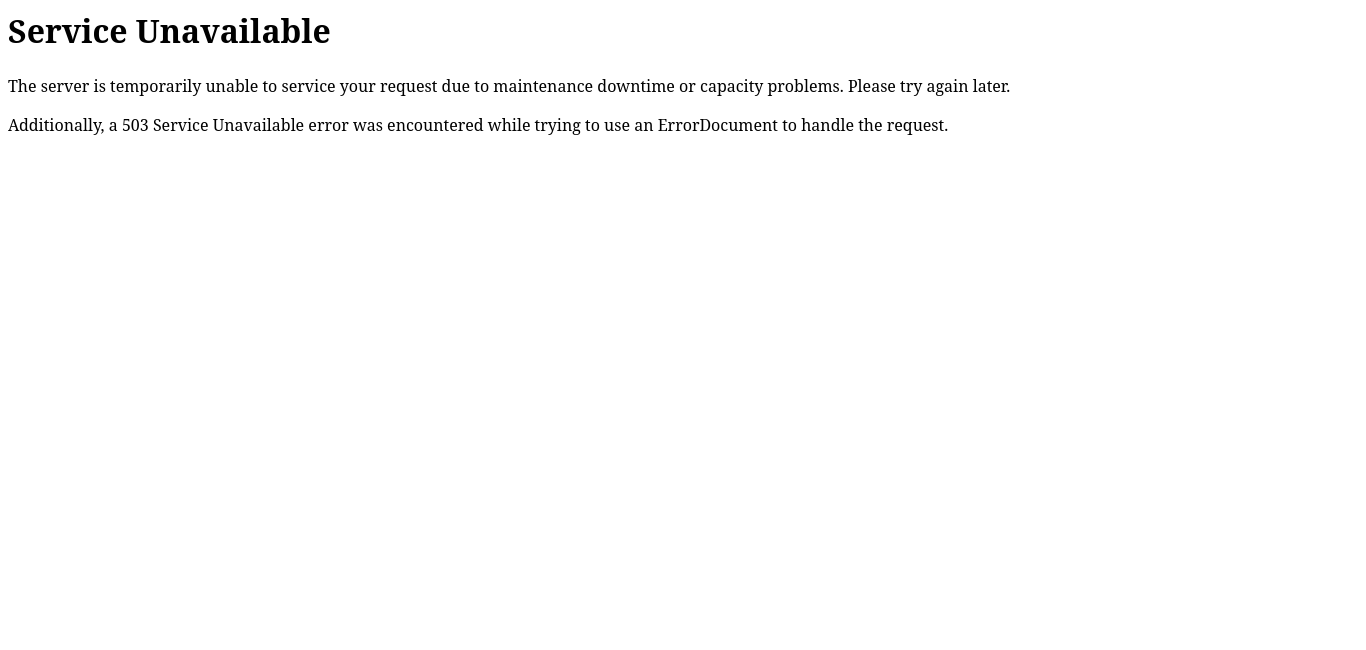 Service Unavailable
The server is temporarily unable to service your request due to maintenance downtime or capacity problems. Please try again later.
Additionally, a 503 Service Unavailable error was encountered while trying to use an ErrorDocument to handle the request.